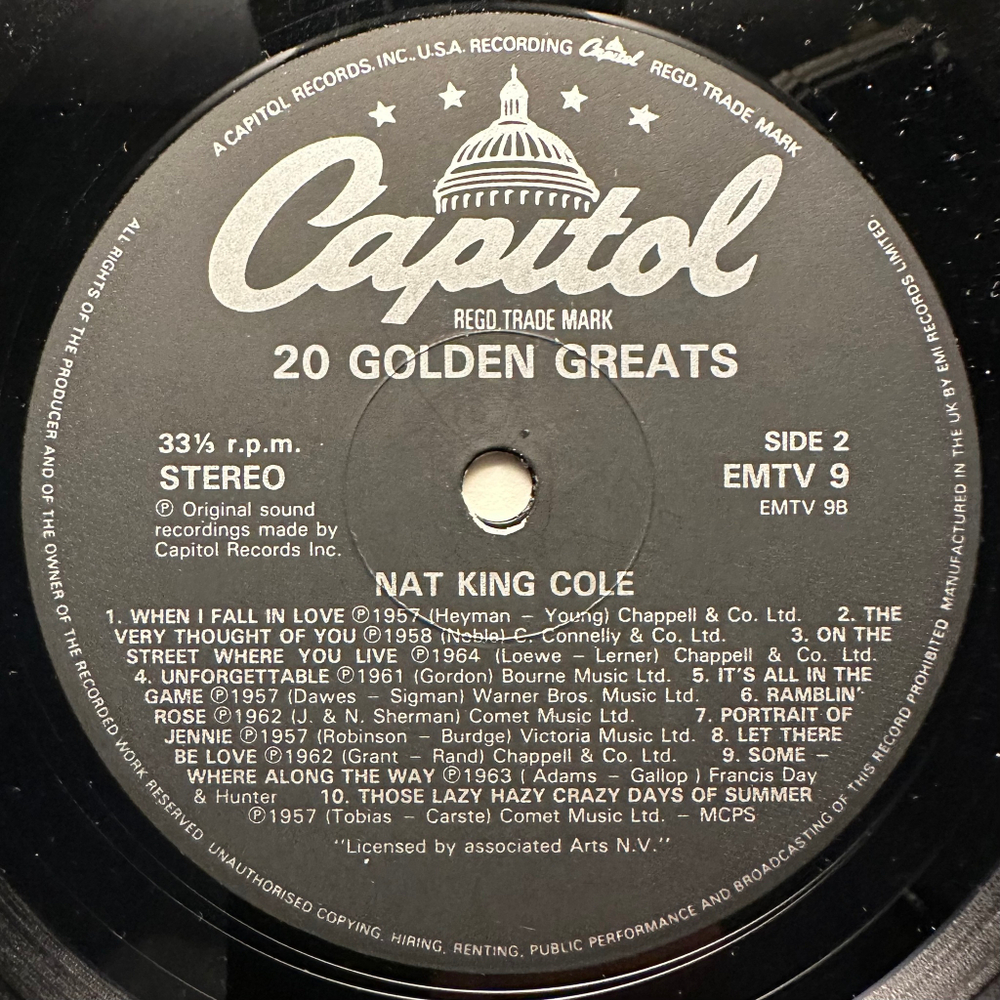 A CAPITOL RECORDS, INC., U.S.A. RECORDING Capitol REGD. TRADE MARK
Capitol
REGD. TRADE MARK
20 GOLDEN GREATS
33⅓ r.p.m.
STEREO
℗ Original sound
recordings made by
Capitol Records Inc.
SIDE 2
EMTV 9
EMTV 9B
NAT KING COLE
1. WHEN I FALL IN LOVE ℗1957 (Heyman – Young) Chappell & Co. Ltd. 2. THE
VERY THOUGHT OF YOU ℗1958 (Noble) C. Connelly & Co. Ltd. 3. ON THE
STREET WHERE YOU LIVE ℗1964 (Loewe – Lerner) Chappell & Co. Ltd.
4. UNFORGETTABLE ℗1961 (Gordon) Bourne Music Ltd. 5. IT'S ALL IN THE
GAME ℗1957 (Dawes – Sigman) Warner Bros. Music Ltd. 6. RAMBLIN'
ROSE ℗1962 (J. & N. Sherman) Comet Music Ltd. 7. PORTRAIT OF
JENNIE ℗1957 (Robinson – Burdge) Victoria Music Ltd. 8. LET THERE
BE LOVE ℗1962 (Grant – Rand) Chappell & Co. Ltd. 9. SOME –
WHERE ALONG THE WAY ℗1963 ( Adams – Gallop ) Francis Day
& Hunter 10. THOSE LAZY HAZY CRAZY DAYS OF SUMMER
℗1957 (Tobias – Carste) Comet Music Ltd. – MCPS
"Licensed by associated Arts N.V."
ALL RIGHTS OF THE PRODUCER AND OF THE OWNER OF THE RECORDED WORK RESERVED UNAUTHORISED COPYING, HIRING, RENTING, PUBLIC PERFORMANCE AND BROADCASTING OF THIS RECORD PROHIBITED MANUFACTURED IN THE UK BY EMI RECORDS LIMITED.